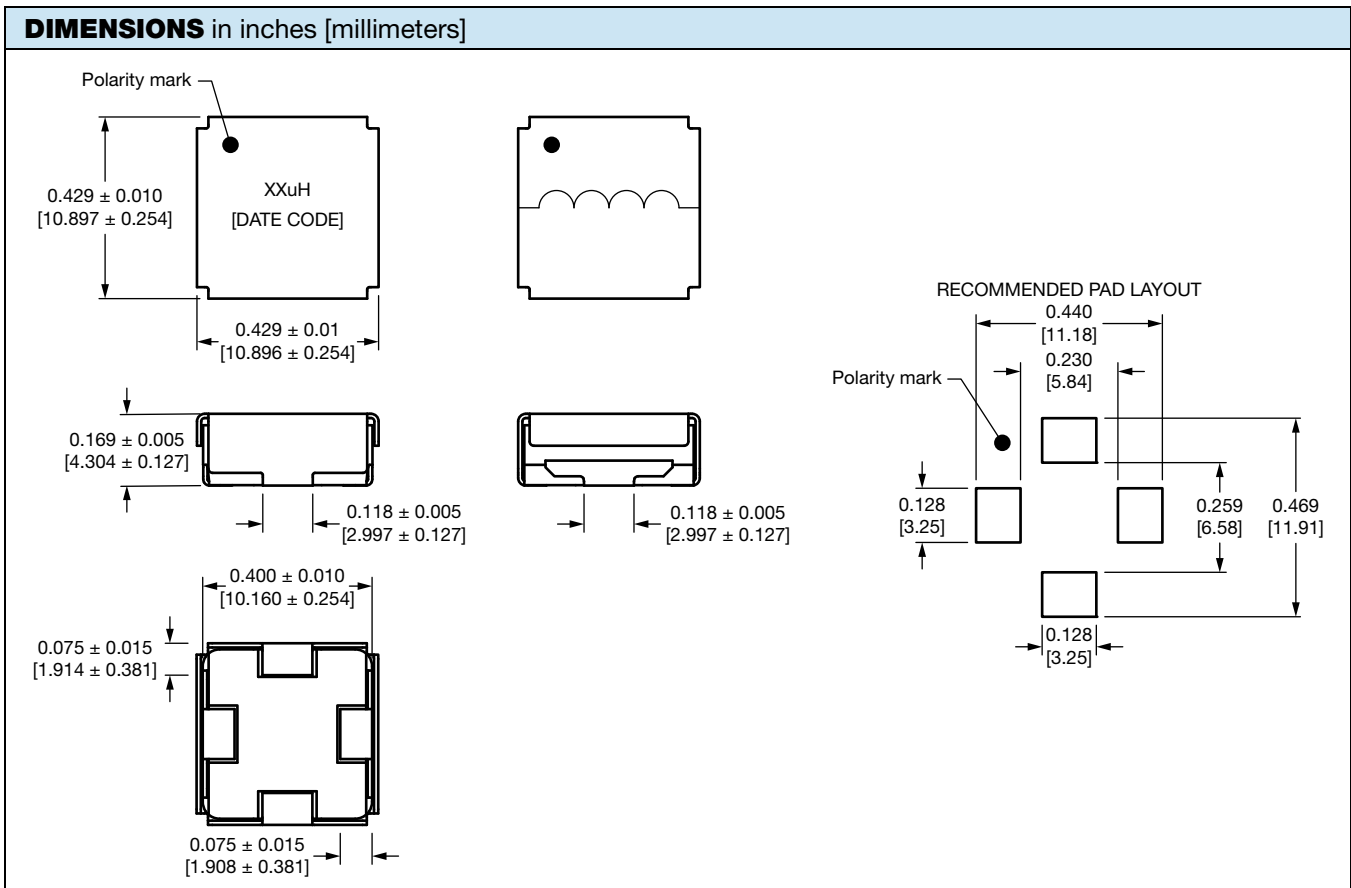 DIMENSIONS in inches [millimeters]
Polarity mark
0.429 ± 0.010
[10.897 ± 0.254]
XXuH
[DATE CODE]
0.429 ± 0.01
[10.896 ± 0.254]
0.169 ± 0.005
[4.304 ± 0.127]
0.118 ± 0.005
[2.997 ± 0.127]
0.118 ± 0.005
[2.997 ± 0.127]
0.400 ± 0.010
[10.160 ± 0.254]
0.075 ± 0.015
[1.914 ± 0.381]
0.075 ± 0.015
[1.908 ± 0.381]
RECOMMENDED PAD LAYOUT
0.440
[11.18]
0.230
[5.84]
Polarity mark
0.128
[3.25]
0.259
[6.58]
0.469
[11.91]
0.128
[3.25]